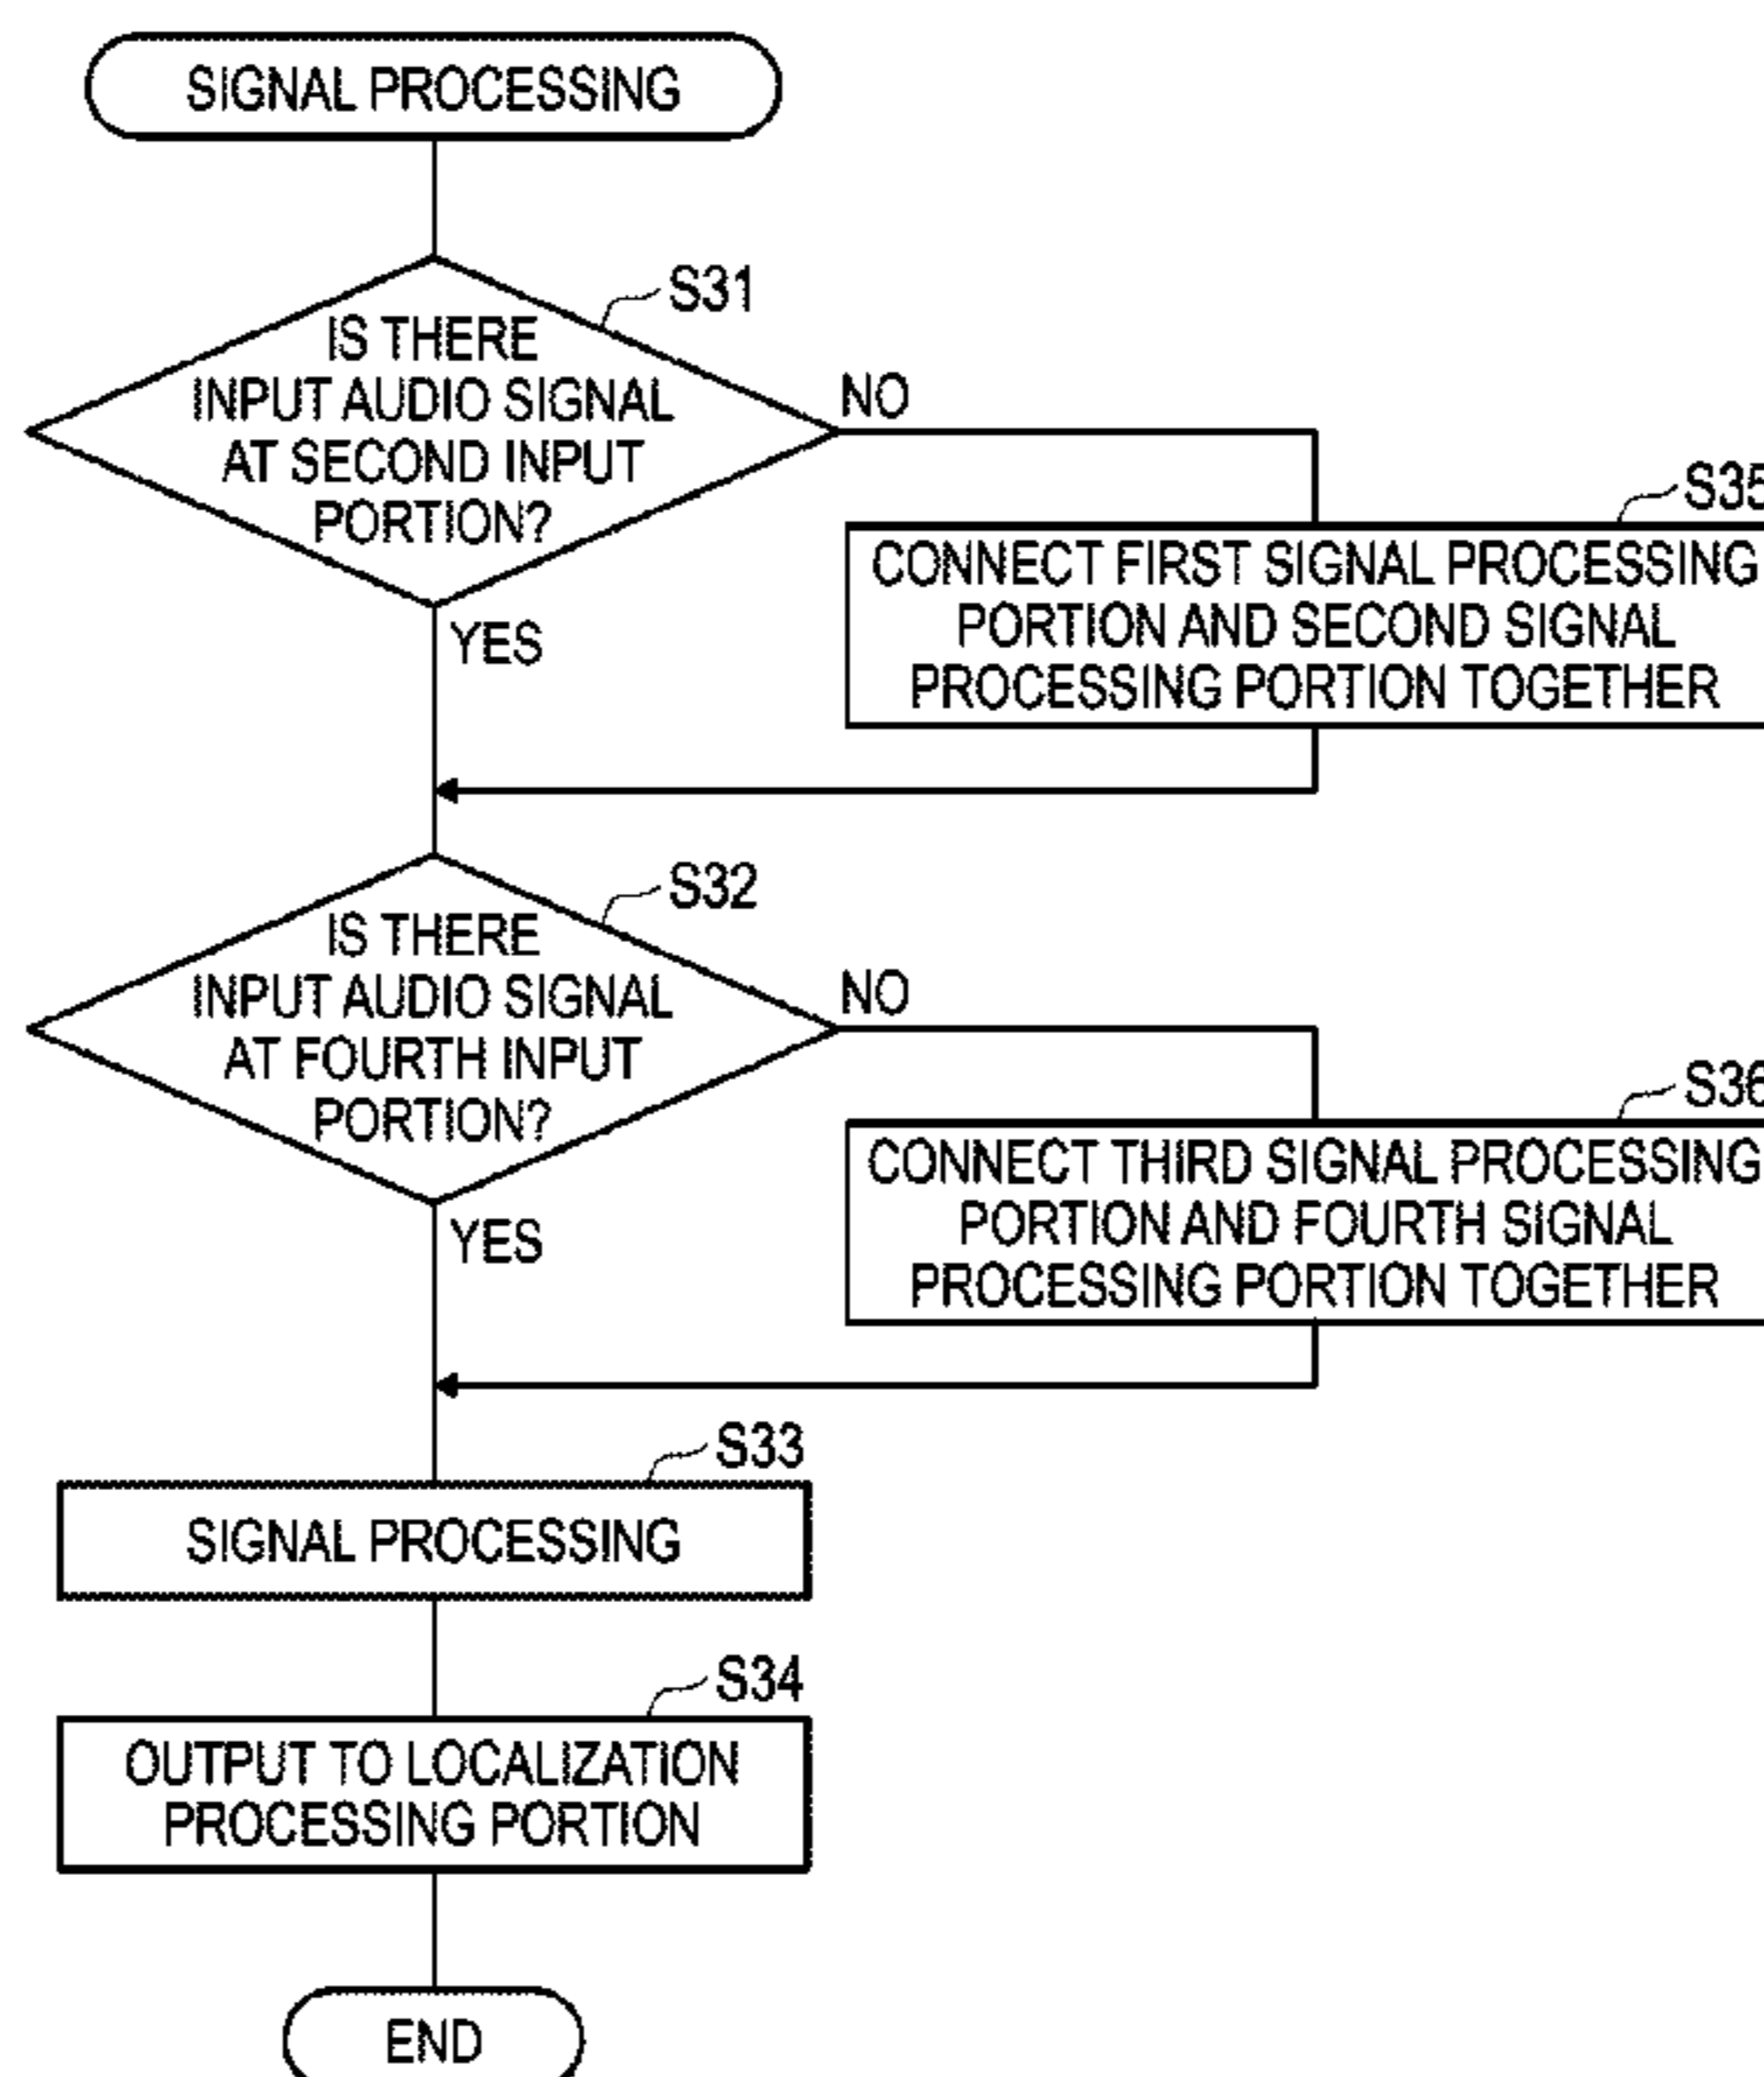 SIGNAL PROCESSING
S31
IS THERE
INPUT AUDIO SIGNAL
AT SECOND INPUT
PORTION?
NO
YES
S35
CONNECT FIRST SIGNAL PROCESSING
PORTION AND SECOND SIGNAL
PROCESSING PORTION TOGETHER
S32
IS THERE
INPUT AUDIO SIGNAL
AT FOURTH INPUT
PORTION?
NO
YES
S36
CONNECT THIRD SIGNAL PROCESSING
PORTION AND FOURTH SIGNAL
PROCESSING PORTION TOGETHER
S33
SIGNAL PROCESSING
S34
OUTPUT TO LOCALIZATION
PROCESSING PORTION
END